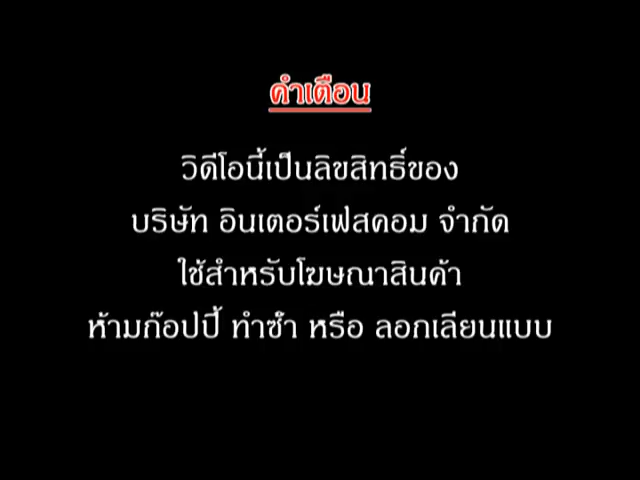 คำเตือน
วิดีโอนี้เป็นลิขสิทธิ์ของ
บริษัท อินเตอร์เฟสคอม จำกัด
ใช้สำหรับโฆษณาสินค้า
ห้ามก๊อปปี้ ทำซ้ำ หรือ ลอกเลียนแบบ